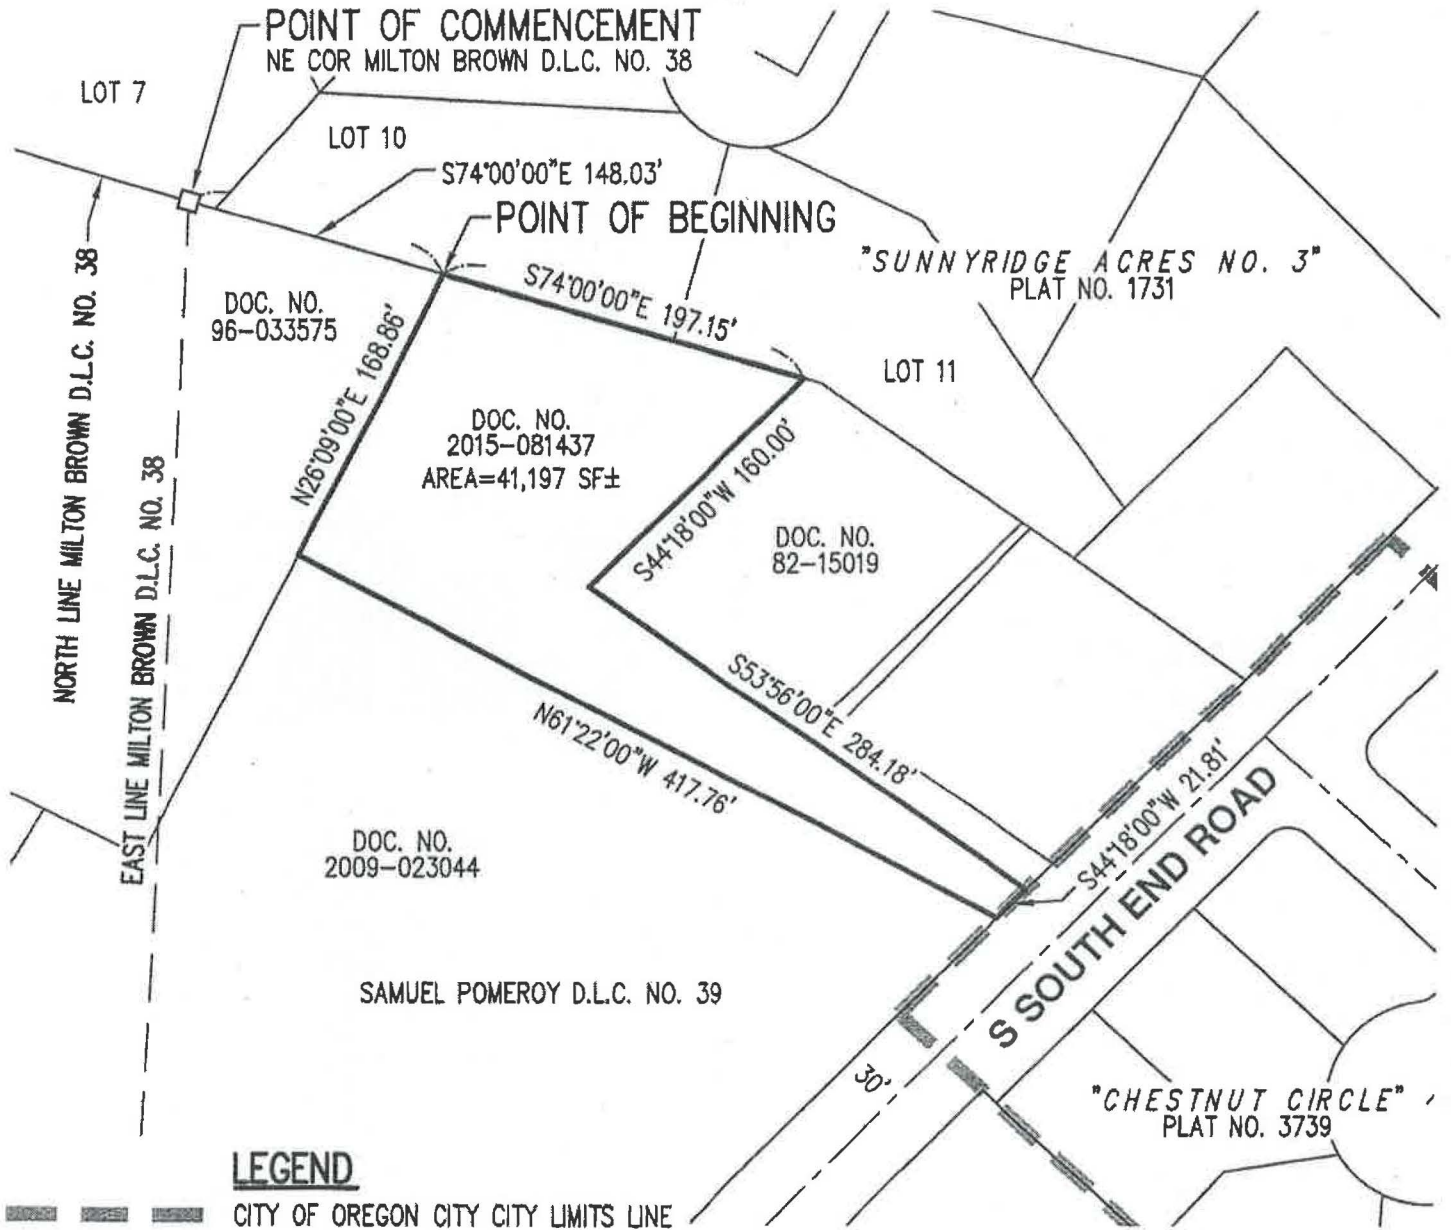 POINT OF COMMENCEMENT
NE COR MILTON BROWN D.L.C. NO. 38
LOT 7
LOT 10
S74°00'00"E 148.03'
POINT OF BEGINNING
"SUNNYRIDGE ACRES NO. 3"
PLAT NO. 1731
S74°00'00"E 197.15'
DOC. NO.
96-033575
LOT 11
NORTH LINE MILTON BROWN D.L.C. NO. 38
N26°09'00"E 168.86'
DOC. NO.
2015-081437
AREA=41,197 SF±
S44°18'00"W 160.00'
DOC. NO.
82-15019
EAST LINE MILTON BROWN D.L.C. NO. 38
S53°56'00"E 284.18'
N61°22'00"W 417.76'
S44°18'00"W 21.81'
S SOUTH END ROAD
DOC. NO.
2009-023044
SAMUEL POMEROY D.L.C. NO. 39
30'
"CHESTNUT CIRCLE"
PLAT NO. 3739
LEGEND
CITY OF OREGON CITY CITY LIMITS LINE